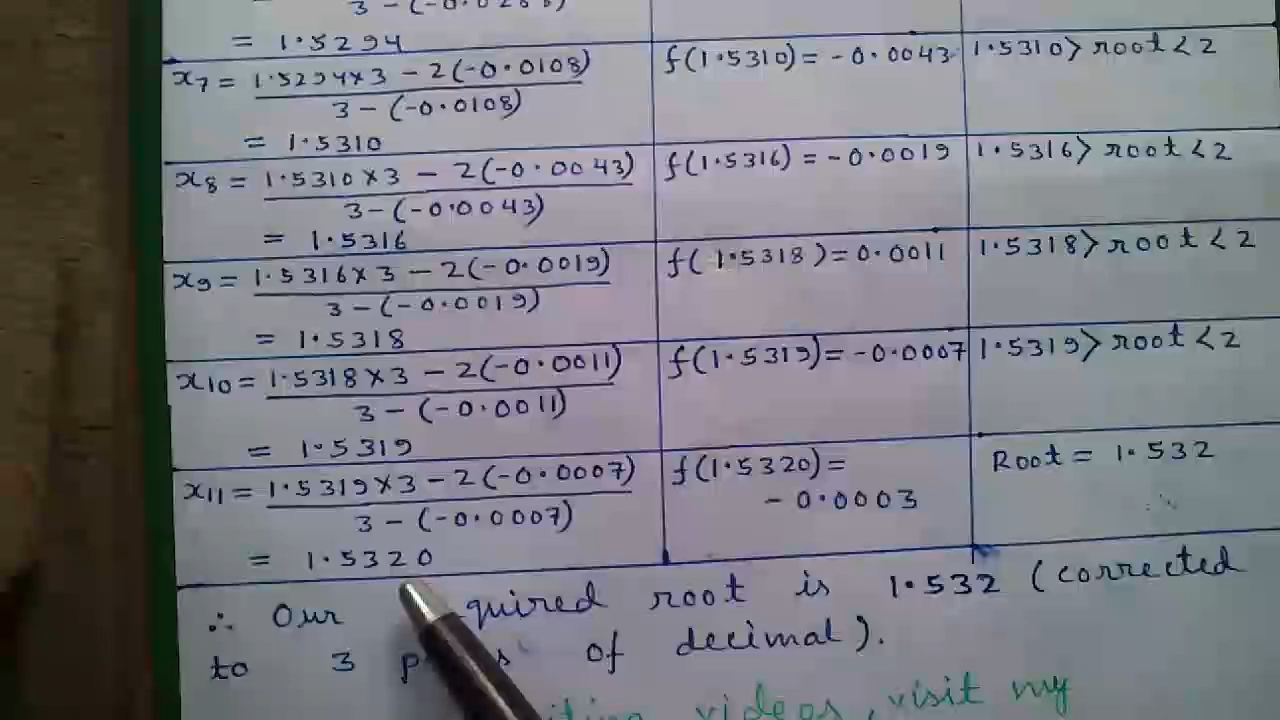 3 - (-0.0288)
= 1.5294
x7 = 1.5294×3 - 2(-0.0108)
3 - (-0.0108)
= 1.5310
f(1.5310) = -0.0043
1.5310> root < 2
x8 = 1.5310×3 - 2(-0.0043)
3-(-0.0043)
= 1.5316
f(1.5316) = -0.0019
1.5316> root < 2
x9 = 1.5316×3 - 2(-0.0019)
3-(-0.0019)
= 1.5318
f(1.5318) = 0.0011
1.5318> root < 2
x10 = 1.5318×3 - 2(-0.0011)
3 - (-0.0011)
= 1.5319
f(1.5319) = -0.0007
1.5319> root < 2
x11 = 1.5319×3 - 2(-0.0007)
3 - (-0.0007)
= 1.5320
f(1.5320) =
- 0.0003
Root = 1.532
∴ Our quired root is 1.532 (corrected
to 3 p s of decimal).
videos, visit my